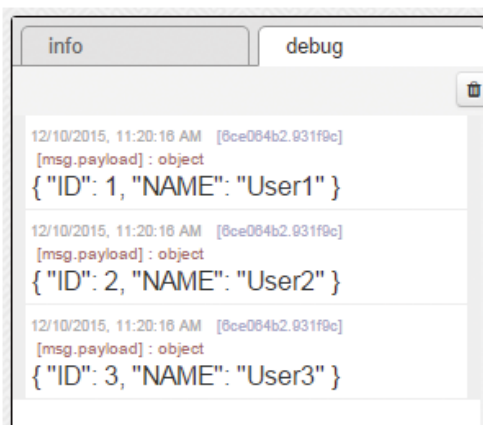 info debug
12/10/2015, 11:20:16 AM [6ce064b2.931f9c]
[msg.payload] : object
{ "ID": 1, "NAME": "User1" }
12/10/2015, 11:20:16 AM [6ce064b2.931f9c]
[msg.payload] : object
{ "ID": 2, "NAME": "User2" }
12/10/2015, 11:20:16 AM [6ce064b2.931f9c]
[msg.payload] : object
{ "ID": 3, "NAME": "User3" }